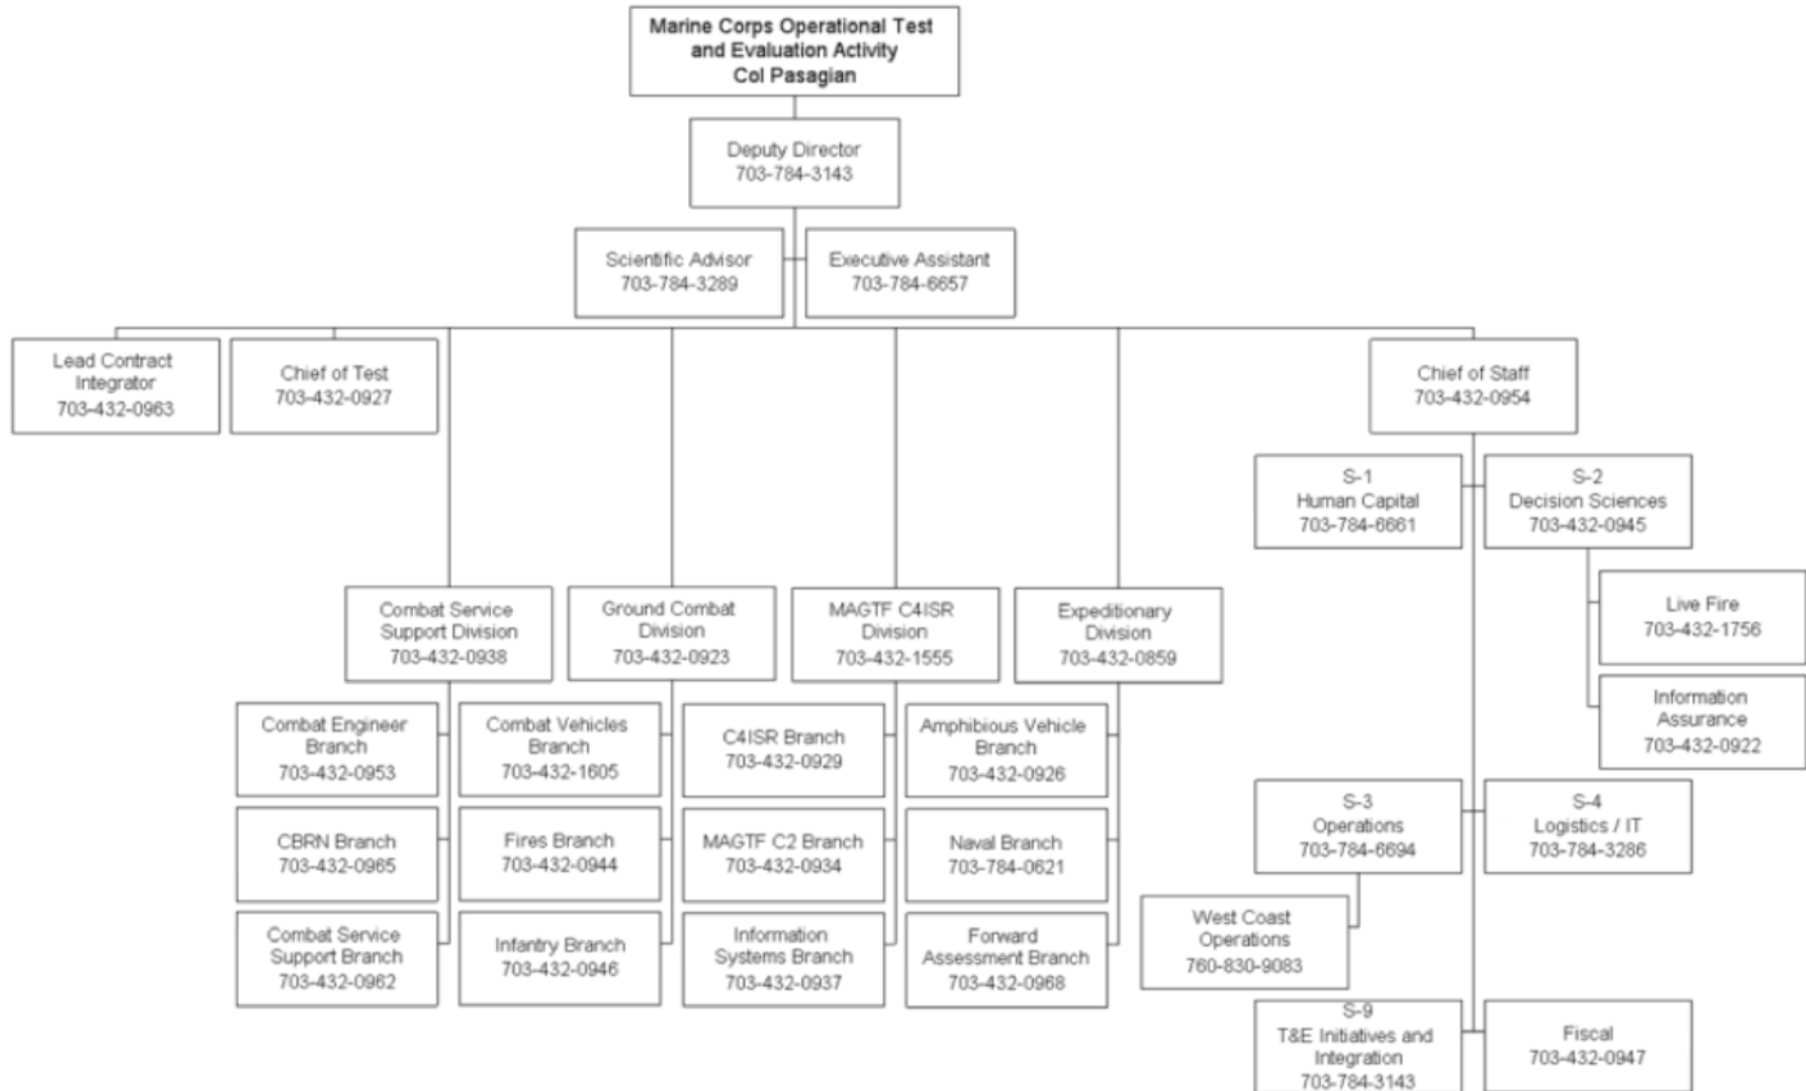 Marine Corps Operational Test
and Evaluation Activity
Col Pasagian
Deputy Director
703-784-3143
Scientific Advisor
703-784-3289
Executive Assistant
703-784-6657
Lead Contract
Integrator
703-432-0963
Chief of Test
703-432-0927
Chief of Staff
703-432-0954
S-1
Human Capital
703-784-6661
S-2
Decision Sciences
703-432-0945
Live Fire
703-432-1756
Information
Assurance
703-432-0922
Combat Service
Support Division
703-432-0938
Ground Combat
Division
703-432-0923
MAGTF C4ISR
Division
703-432-1555
Expeditionary
Division
703-432-0859
Combat Engineer
Branch
703-432-0953
Combat Vehicles
Branch
703-432-1605
C4ISR Branch
703-432-0929
Amphibious Vehicle
Branch
703-432-0926
CBRN Branch
703-432-0965
Fires Branch
703-432-0944
MAGTF C2 Branch
703-432-0934
Naval Branch
703-784-0621
Combat Service
Support Branch
703-432-0962
Infantry Branch
703-432-0946
Information
Systems Branch
703-432-0937
Forward
Assessment Branch
703-432-0968
S-3
Operations
703-784-6694
S-4
Logistics / IT
703-784-3286
West Coast
Operations
760-830-9083
S-9
T&E Initiatives and
Integration
703-784-3143
Fiscal
703-432-0947